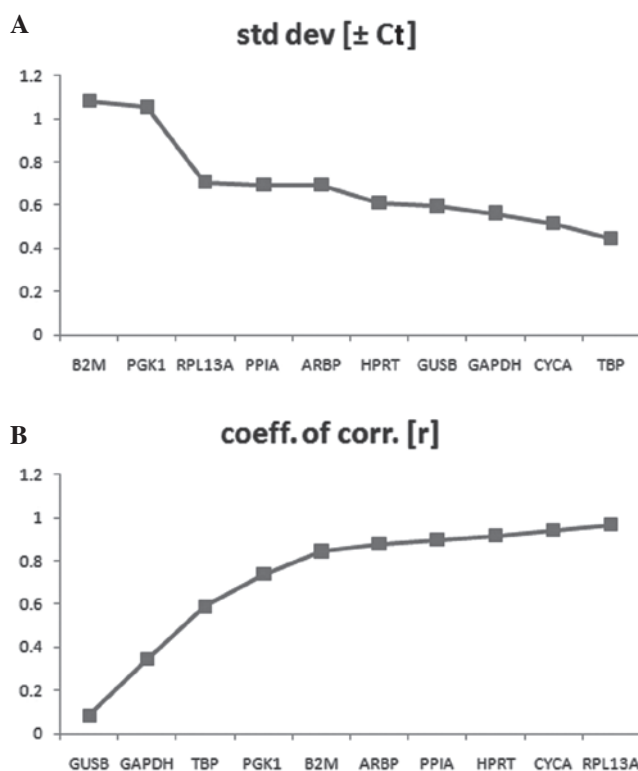 A
std dev [± Ct]
1.2
1
0.8
0.6
0.4
0.2
0
B2M PGK1 RPL13A PPIA ARBP HPRT GUSB GAPDH CYCA TBP
B
coeff. of corr. [r]
1.2
1
0.8
0.6
0.4
0.2
0
GUSB GAPDH TBP PGK1 B2M ARBP PPIA HPRT CYCA RPL13A